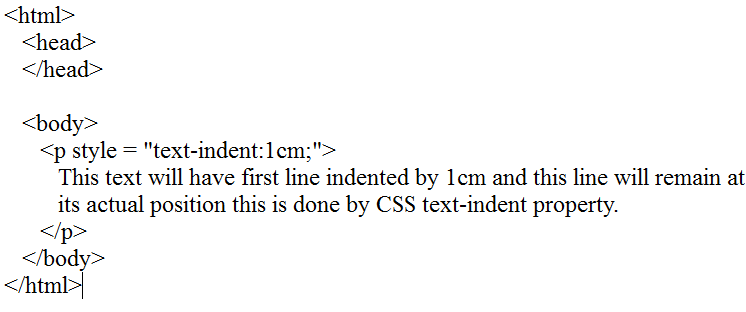 <html>
<head>
</head>
<body>
<p style = "text-indent:1cm;">
This text will have first line indented by 1cm and this line will remain at
its actual position this is done by CSS text-indent property.
</p>
</body>
</html>